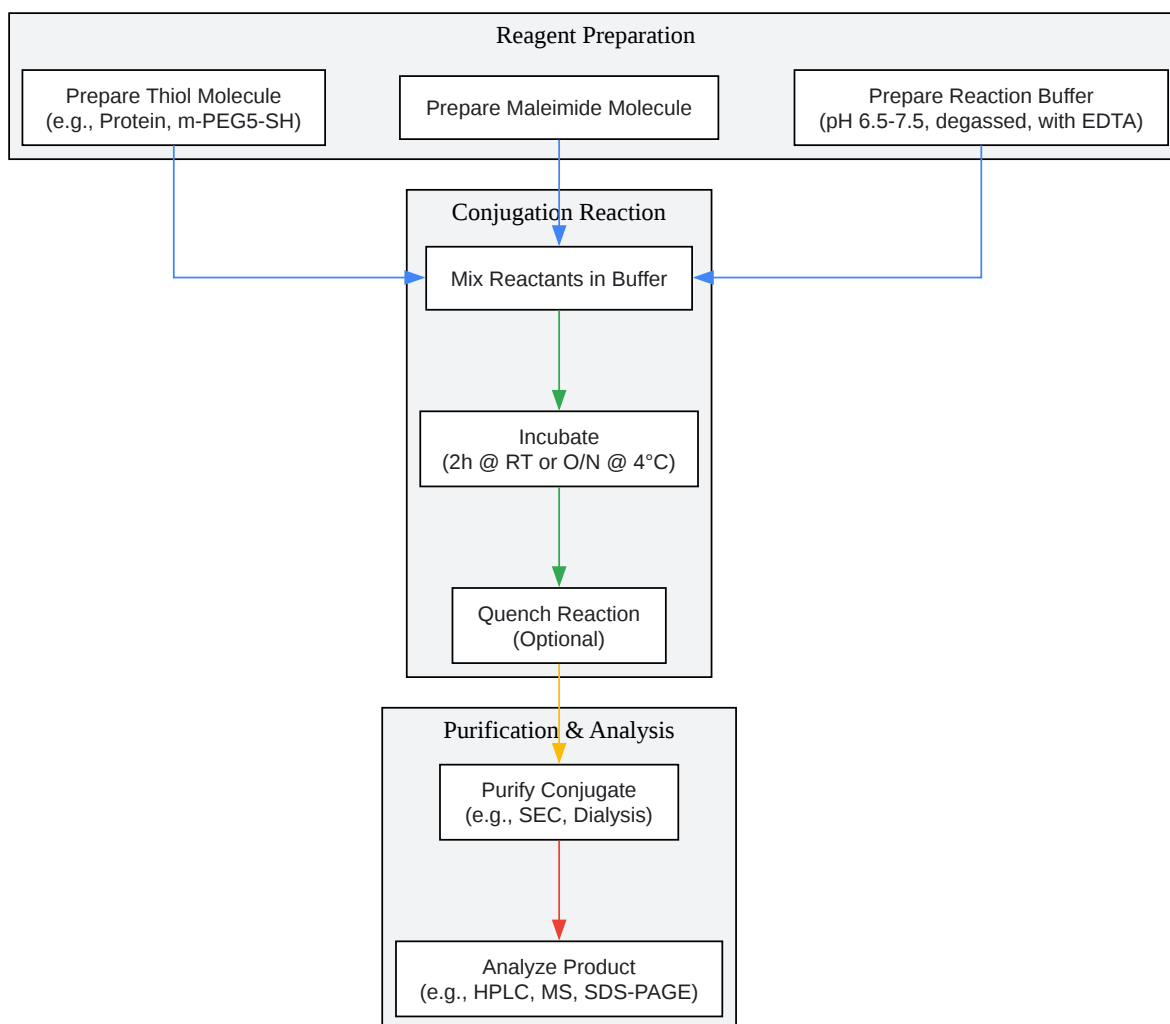 Reagent Preparation
Prepare Thiol Molecule
(e.g., Protein, m-PEG5-SH)
Prepare Maleimide Molecule
Prepare Reaction Buffer
(pH 6.5-7.5, degassed, with EDTA)
Conjugation Reaction
Mix Reactants in Buffer
Incubate
(2h @ RT or O/N @ 4°C)
Quench Reaction
(Optional)
Purification & Analysis
Purify Conjugate
(e.g., SEC, Dialysis)
Analyze Product
(e.g., HPLC, MS, SDS-PAGE)